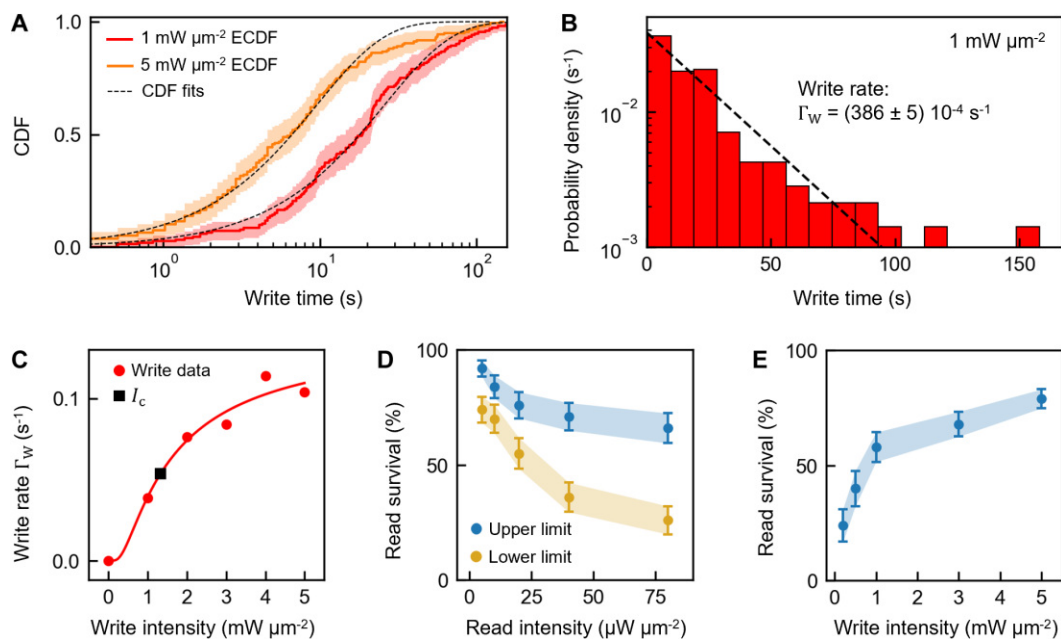 A
1.0
0.5
0.0
CDF
1 mW μm⁻² ECDF
5 mW μm⁻² ECDF
CDF fits
10⁰
10¹
10²
Write time (s)
B
1 mW μm⁻²
Write rate:
Γ_W = (386 ± 5) 10⁻⁴ s⁻¹
Probability density (s⁻¹)
10⁻²
10⁻³
0
50
100
150
Write time (s)
C
Write data
I_c
Write rate Γ_W (s⁻¹)
0.1
0.0
0
1
2
3
4
5
Write intensity (mW μm⁻²)
D
100
50
0
Read survival (%)
Upper limit
Lower limit
0
25
50
75
Read intensity (μW μm⁻²)
E
100
50
0
Read survival (%)
0
1
2
3
4
5
Write intensity (mW μm⁻²)